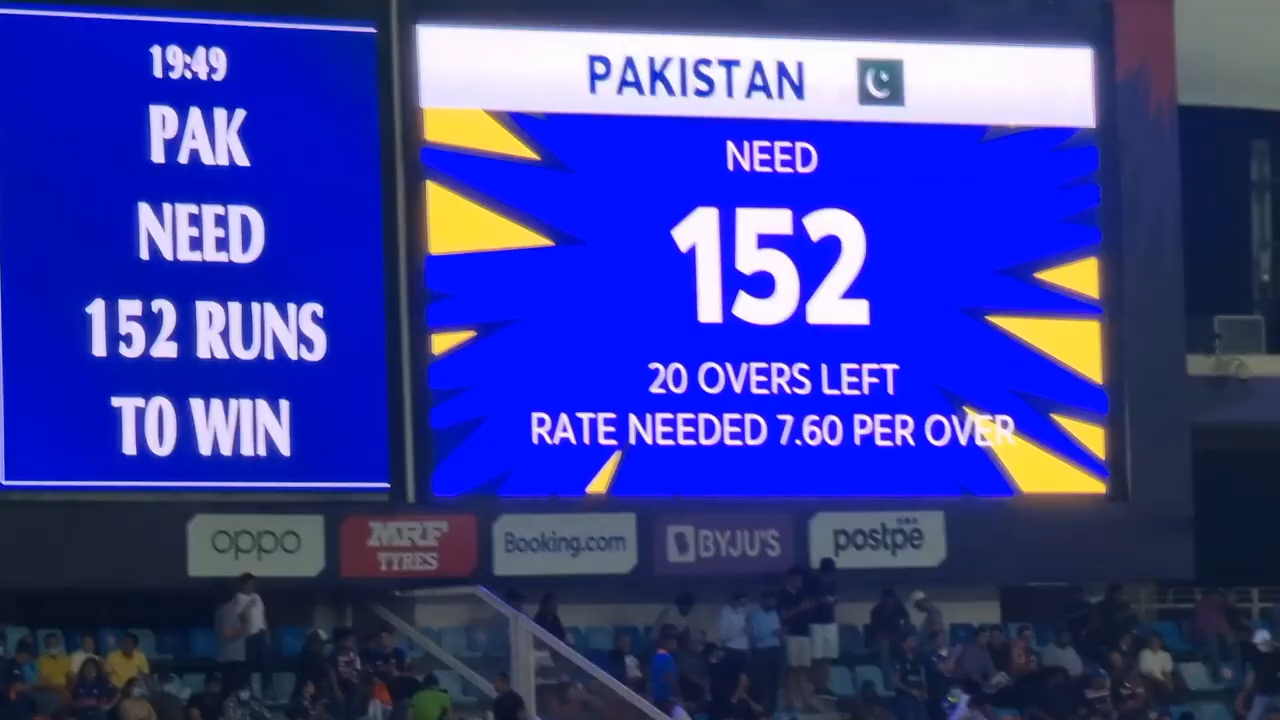 19:49
PAK
NEED
152 RUNS
TO WIN
PAKISTAN
NEED
152
20 OVERS LEFT
RATE NEEDED 7.60 PER OVER
oppo
MRF
TYRES
Booking.com
BYJU'S
postpe